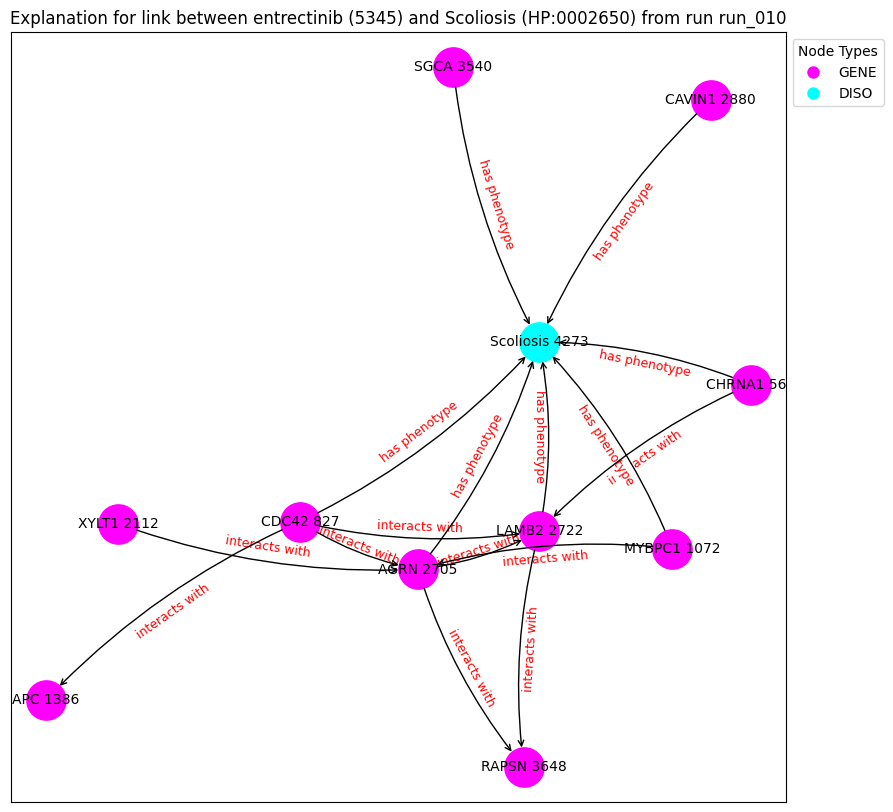 Explanation for link between entrectinib (5345) and Scoliosis (HP:0002650) from run run_010
Node Types
GENE
DISO
SGCA 3540
CAVIN1 2880
has phenotype
has phenotype
Scoliosis 4273
has phenotype
CHRNA1 56
has phenotype
has phenotype
has phenotype
has phenotype
acts with
XYLT1 2112
CDC42 827
LAMB2 2722
MYBPC1 1072
interacts with
interacts with
interacts with
interacts with
interacts with
AGRN 2705
interacts with
interacts with
interacts with
APC 1386
RAPSN 3648